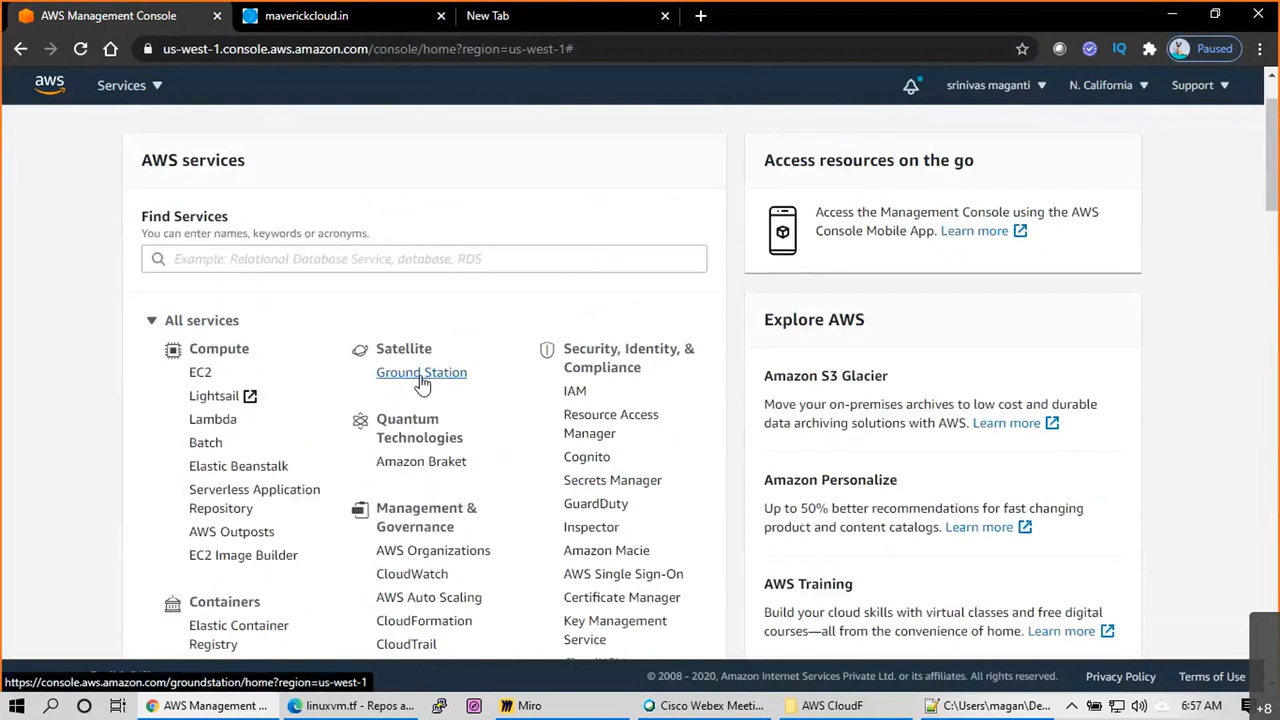 AWS Management Console
maverickcloud.in
New Tab
us-west-1.console.aws.amazon.com/console/home?region=us-west-1#
IQ
Paused
aws
Services
srinivas maganti
N. California
Support
AWS services
Find Services
You can enter names, keywords or acronyms.
Example: Relational Database Service, database, RDS
All services
Compute
EC2
Lightsail
Lambda
Batch
Elastic Beanstalk
Serverless Application
Repository
AWS Outposts
EC2 Image Builder
Containers
Elastic Container
Registry
Satellite
Ground Station
Quantum
Technologies
Amazon Braket
Management &
Governance
AWS Organizations
CloudWatch
AWS Auto Scaling
CloudFormation
CloudTrail
Security, Identity, &
Compliance
IAM
Resource Access
Manager
Cognito
Secrets Manager
GuardDuty
Inspector
Amazon Macie
AWS Single Sign-On
Certificate Manager
Key Management
Service
Access resources on the go
Access the Management Console using the AWS
Console Mobile App. Learn more
Explore AWS
Amazon S3 Glacier
Move your on-premises archives to low cost and durable
data archiving solutions with AWS. Learn more
Amazon Personalize
Up to 50% better recommendations for fast changing
product and content catalogs. Learn more
AWS Training
Build your cloud skills with virtual classes and free digital
courses—all from the convenience of home. Learn more
© 2008 - 2020, Amazon Internet Services Private Ltd. or its affiliates. All rights reserved.
Privacy Policy
Terms of Use
https://console.aws.amazon.com/groundstation/home?region=us-west-1
AWS Management ...
linuxvm.tf - Repos a...
Miro
Cisco Webex Meeti...
AWS CloudF
C:\Users\magan\De...
6:57 AM
+8